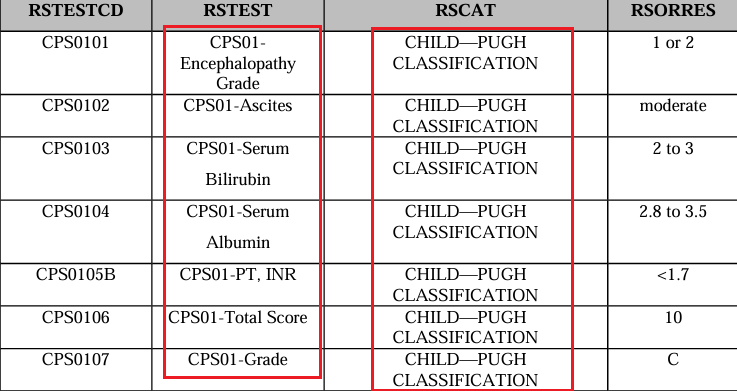 RSTESTCD RSTEST RSCAT RSORRES
CPS0101 CPS01- CHILD—PUGH 1 or 2
Encephalopathy CLASSIFICATION
Grade
CPS0102 CPS01-Ascites CHILD—PUGH moderate
CLASSIFICATION
CPS0103 CPS01-Serum CHILD—PUGH 2 to 3
Bilirubin CLASSIFICATION
CPS0104 CPS01-Serum CHILD—PUGH 2.8 to 3.5
Albumin CLASSIFICATION
CPS0105B CPS01-PT, INR CHILD—PUGH <1.7
CLASSIFICATION
CPS0106 CPS01-Total Score CHILD—PUGH 10
CLASSIFICATION
CPS0107 CPS01-Grade CHILD—PUGH C
CLASSIFICATION